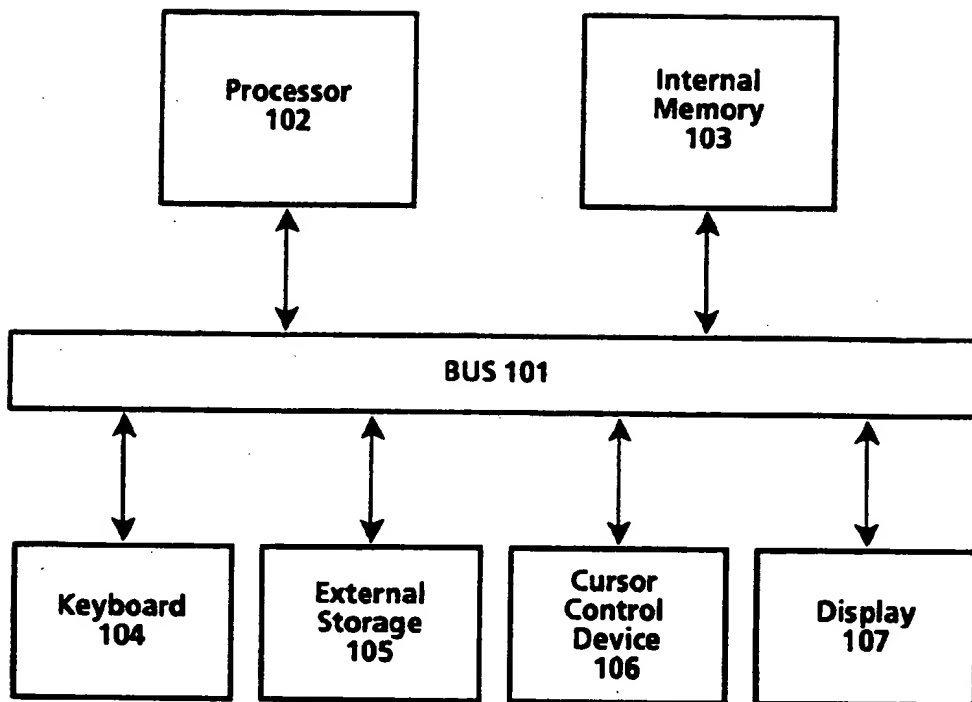 Processor
102
Internal
Memory
103
BUS 101
Keyboard
104
External
Storage
105
Cursor
Control
Device
106
Display
107